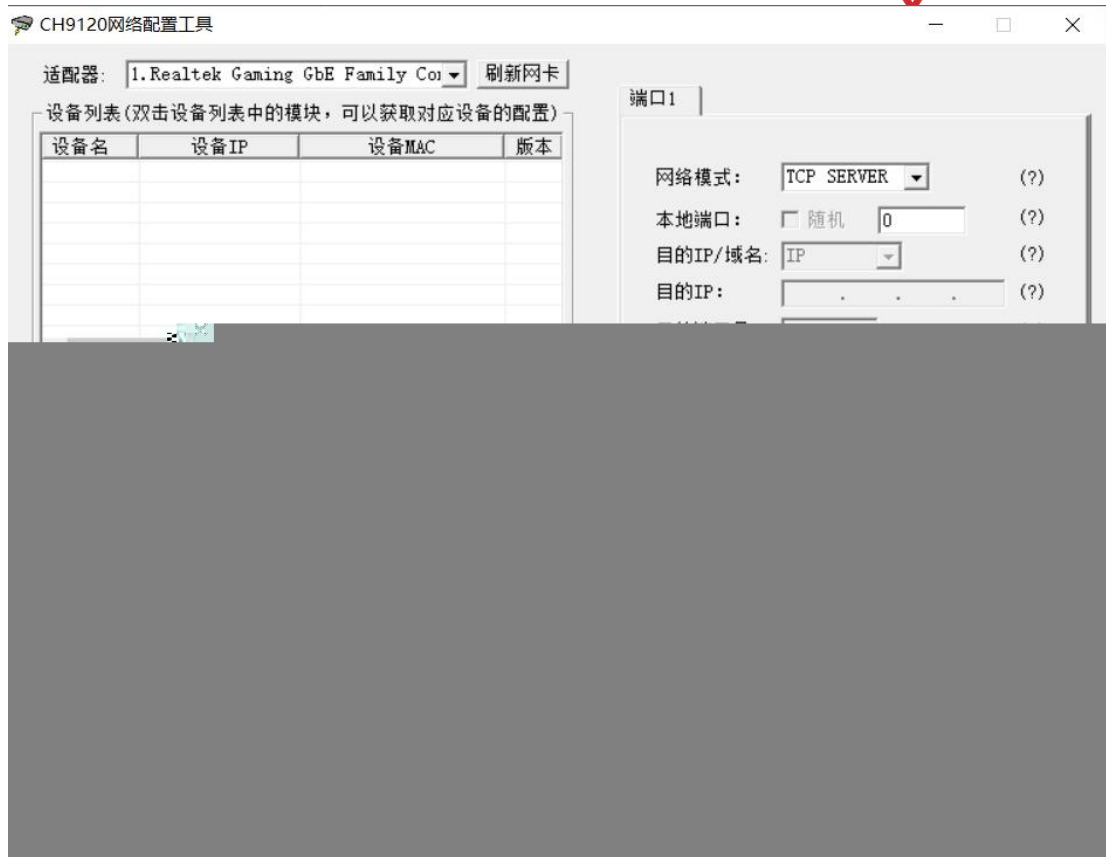 CH9120网络配置工具
适配器: 1.Realtek Gaming GbE Family Co 刷新网卡
设备列表(双击设备列表中的模块，可以获取对应设备的配置)
设备名 设备IP 设备MAC 版本
端口1
网络模式： TCP SERVER (?)
本地端口： 随机 0 (?)
目的IP/域名: IP (?)
目的IP： . . . (?)